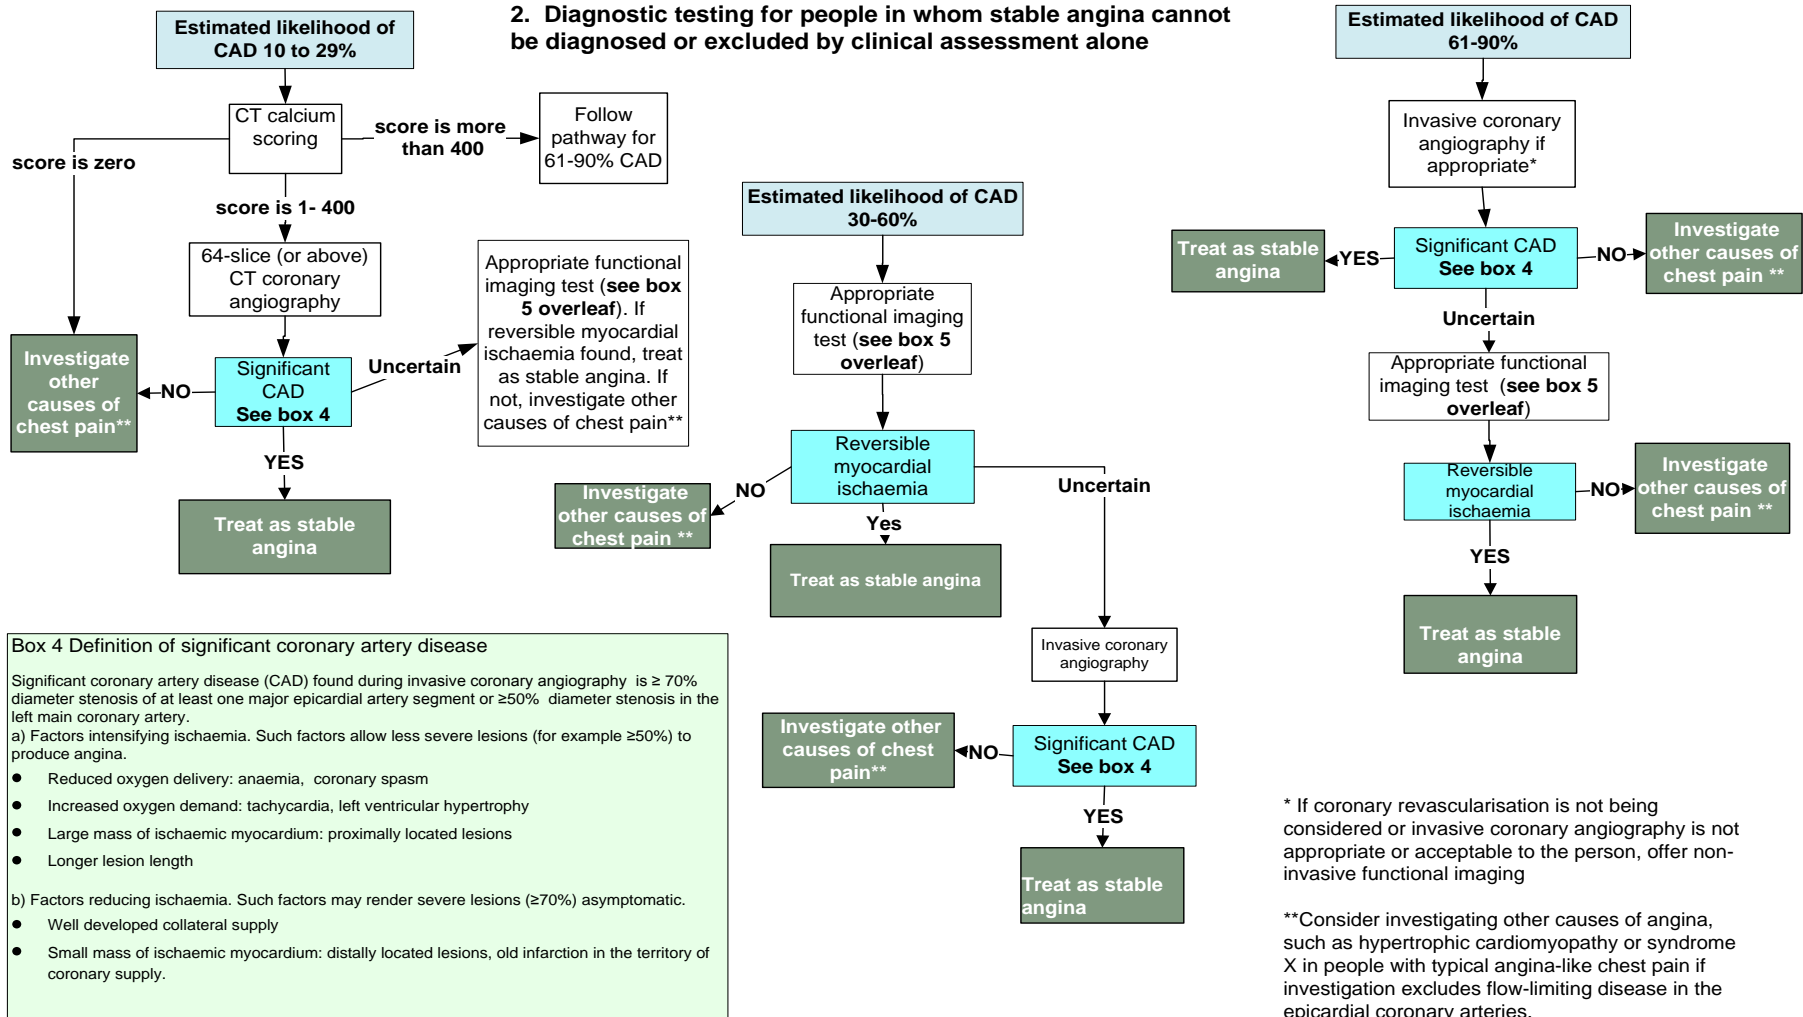 2.  Diagnostic testing for people in whom stable angina cannot
be diagnosed or excluded by clinical assessment alone
Estimated likelihood of
CAD 10 to 29%
CT calcium
scoring
score is more
than 400
Follow
pathway for
61-90% CAD
score is zero
score is 1- 400
64-slice (or above)
CT coronary
angiography
Significant
CAD
See box 4
NO
Investigate
other
causes of
chest pain**
Uncertain
Appropriate functional
imaging test (see box
5 overleaf). If
reversible myocardial
ischaemia found, treat
as stable angina. If
not, investigate other
causes of chest pain**
YES
Treat as stable
angina
Estimated likelihood of CAD
30-60%
Appropriate
functional imaging
test (see box 5
overleaf)
Reversible
myocardial
ischaemia
NO
Investigate
other causes of
chest pain **
Yes
Treat as stable angina
Uncertain
Invasive coronary
angiography
Significant CAD
See box 4
NO
Investigate other
causes of chest
pain**
YES
Treat as stable
angina
Estimated likelihood of CAD
61-90%
Invasive coronary
angiography if
appropriate*
Significant CAD
See box 4
YES
Treat as stable
angina
NO
Investigate
other causes of
chest pain **
Uncertain
Appropriate functional
imaging test  (see box 5
overleaf)
Reversible
myocardial
ischaemia
NO
Investigate
other causes of
chest pain **
YES
Treat as stable
angina
Box 4 Definition of significant coronary artery disease
Significant coronary artery disease (CAD) found during invasive coronary angiography  is ≥ 70%
diameter stenosis of at least one major epicardial artery segment or ≥50%  diameter stenosis in the
left main coronary artery.
a) Factors intensifying ischaemia. Such factors allow less severe lesions (for example ≥50%) to
produce angina.
● Reduced oxygen delivery: anaemia,  coronary spasm
● Increased oxygen demand: tachycardia, left ventricular hypertrophy
● Large mass of ischaemic myocardium: proximally located lesions
● Longer lesion length
b) Factors reducing ischaemia. Such factors may render severe lesions (≥70%) asymptomatic.
● Well developed collateral supply
● Small mass of ischaemic myocardium: distally located lesions, old infarction in the territory of
coronary supply.
* If coronary revascularisation is not being
considered or invasive coronary angiography is not
appropriate or acceptable to the person, offer non-
invasive functional imaging
**Consider investigating other causes of angina,
such as hypertrophic cardiomyopathy or syndrome
X in people with typical angina-like chest pain if
investigation excludes flow-limiting disease in the
epicardial coronary arteries.